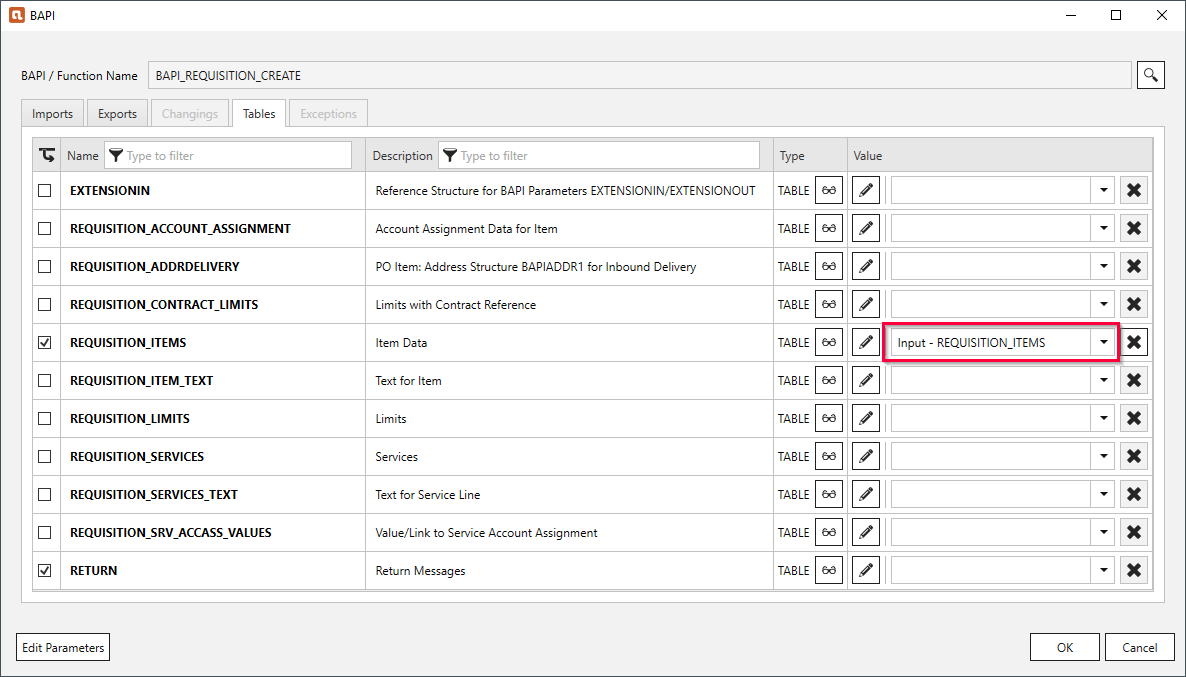 BAPI
BAPI / Function Name BAPI_REQUISITION_CREATE
Imports Exports Changings Tables Exceptions
Name Type to filter Description Type to filter Type Value
EXTENSIONIN Reference Structure for BAPI Parameters EXTENSIONIN/EXTENSIONOUT TABLE
REQUISITION_ACCOUNT_ASSIGNMENT Account Assignment Data for Item TABLE
REQUISITION_ADDRDELIVERY PO Item: Address Structure BAPIADDR1 for Inbound Delivery TABLE
REQUISITION_CONTRACT_LIMITS Limits with Contract Reference TABLE
REQUISITION_ITEMS Item Data TABLE Input - REQUISITION_ITEMS
REQUISITION_ITEM_TEXT Text for Item TABLE
REQUISITION_LIMITS Limits TABLE
REQUISITION_SERVICES Services TABLE
REQUISITION_SERVICES_TEXT Text for Service Line TABLE
REQUISITION_SRV_ACCASS_VALUES Value/Link to Service Account Assignment TABLE
RETURN Return Messages TABLE
Edit Parameters OK Cancel